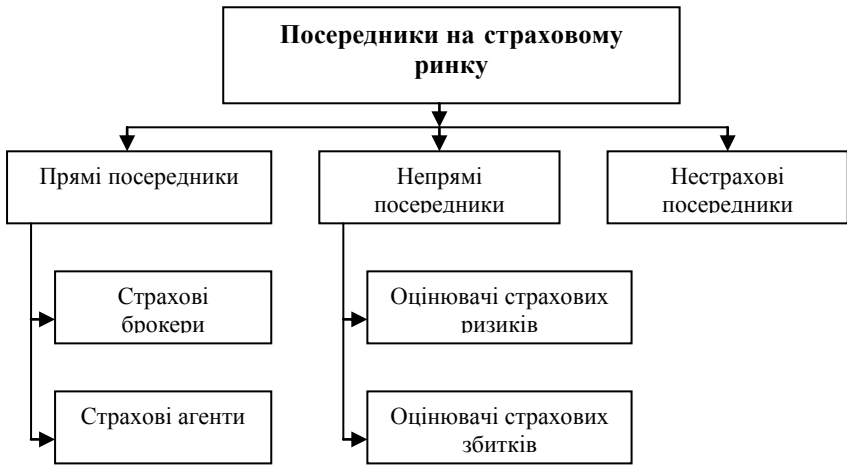 Посередники на страховому
ринку
Прямі посередники
Непрямі
посередники
Нестрахові
посередники
Страхові
брокери
Оцінювачі страхових
ризиків
Страхові агенти
Оцінювачі страхових
збитків